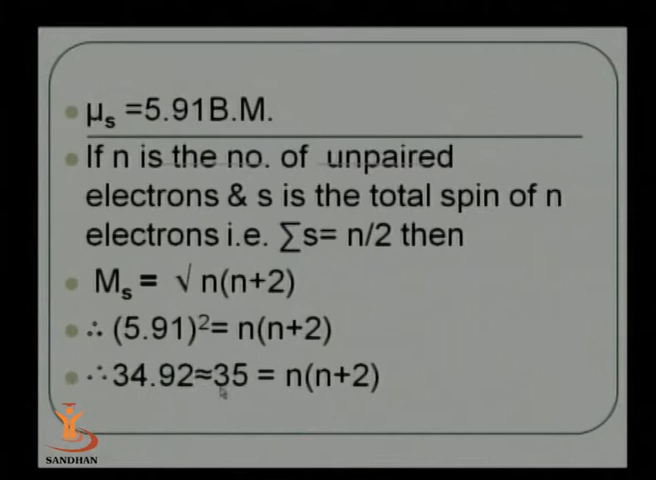 μs =5.91B.M.
If n is the no. of unpaired
electrons & s is the total spin of n
electrons i.e. ∑s= n/2 then
Ms = √ n(n+2)
∴ (5.91)²= n(n+2)
∴34.92≈35 = n(n+2)
SANDHAN